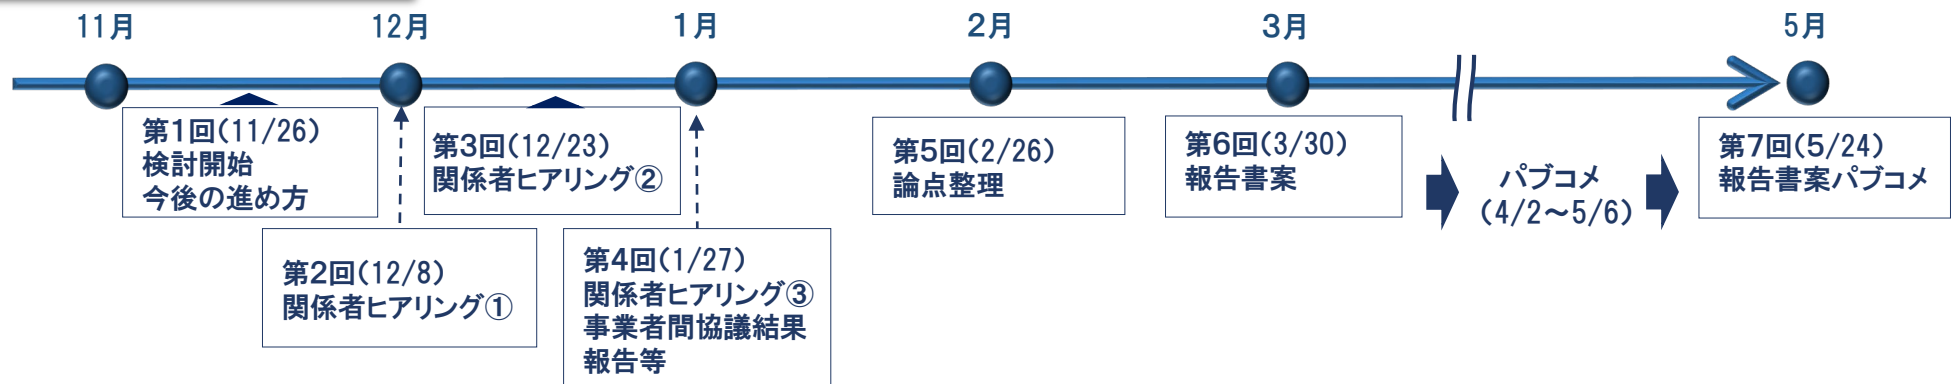 11月
12月
1月
2月
3月
5月
第1回(11/26)
検討開始
今後の進め方
第2回(12/8)
関係者ヒアリング①
第3回(12/23)
関係者ヒアリング②
第4回(1/27)
関係者ヒアリング③
事業者間協議結果
報告等
第5回(2/26)
論点整理
第6回(3/30)
報告書案
パブコメ
(4/2～5/6)
第7回(5/24)
報告書案パブコメ